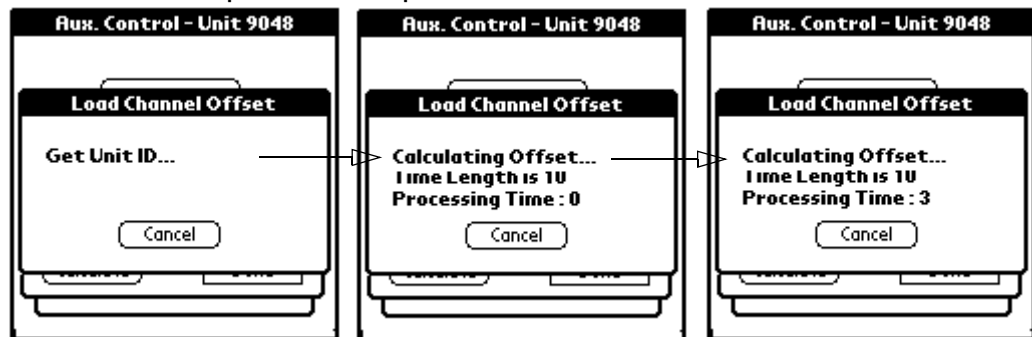 Aux. Control - Unit 9048
Load Channel Offset
Get Unit ID...
Cancel
Aux. Control - Unit 9048
Load Channel Offset
Calculating Offset...
Time Length is 10
Processing Time : 0
Cancel
Aux. Control - Unit 9048
Load Channel Offset
Calculating Offset...
Time Length is 10
Processing Time : 3
Cancel